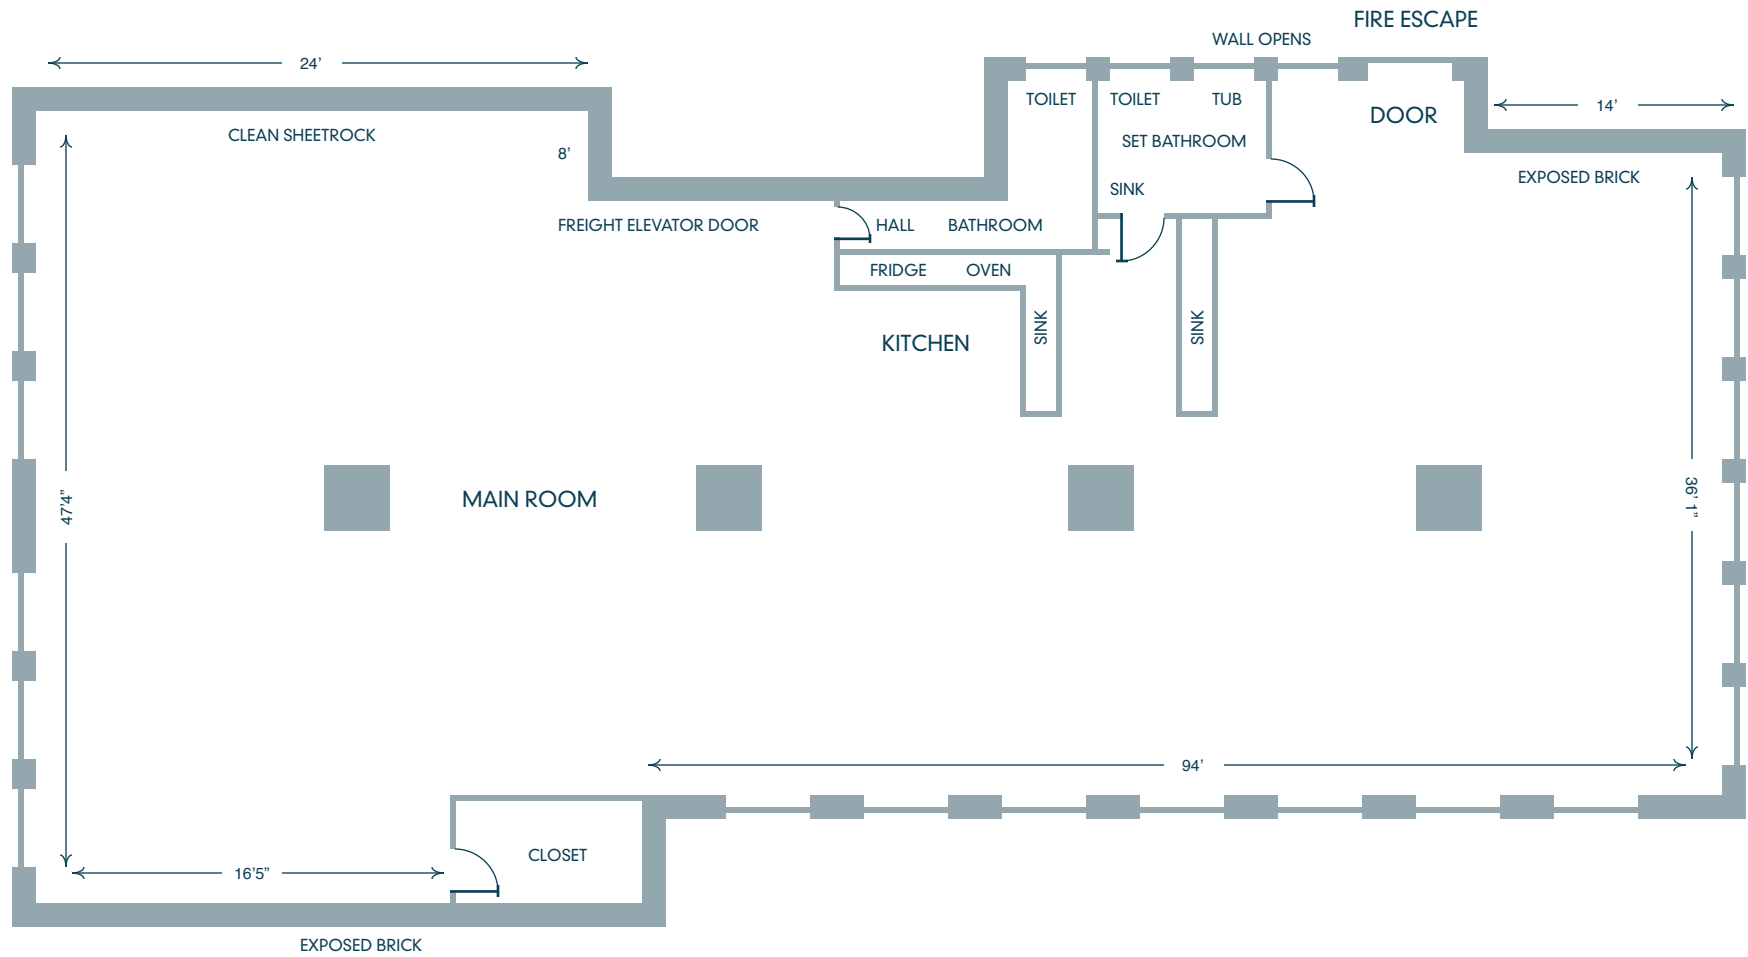 FIRE ESCAPE
WALL OPENS
24’
TOILET
TOILET
TUB
14’
DOOR
CLEAN SHEETROCK
8’
SET BATHROOM
EXPOSED BRICK
SINK
FREIGHT ELEVATOR DOOR
HALL
BATHROOM
FRIDGE
OVEN
SINK
SINK
KITCHEN
MAIN ROOM
47’4”
36’ 1”
94’
CLOSET
16’5”
EXPOSED BRICK